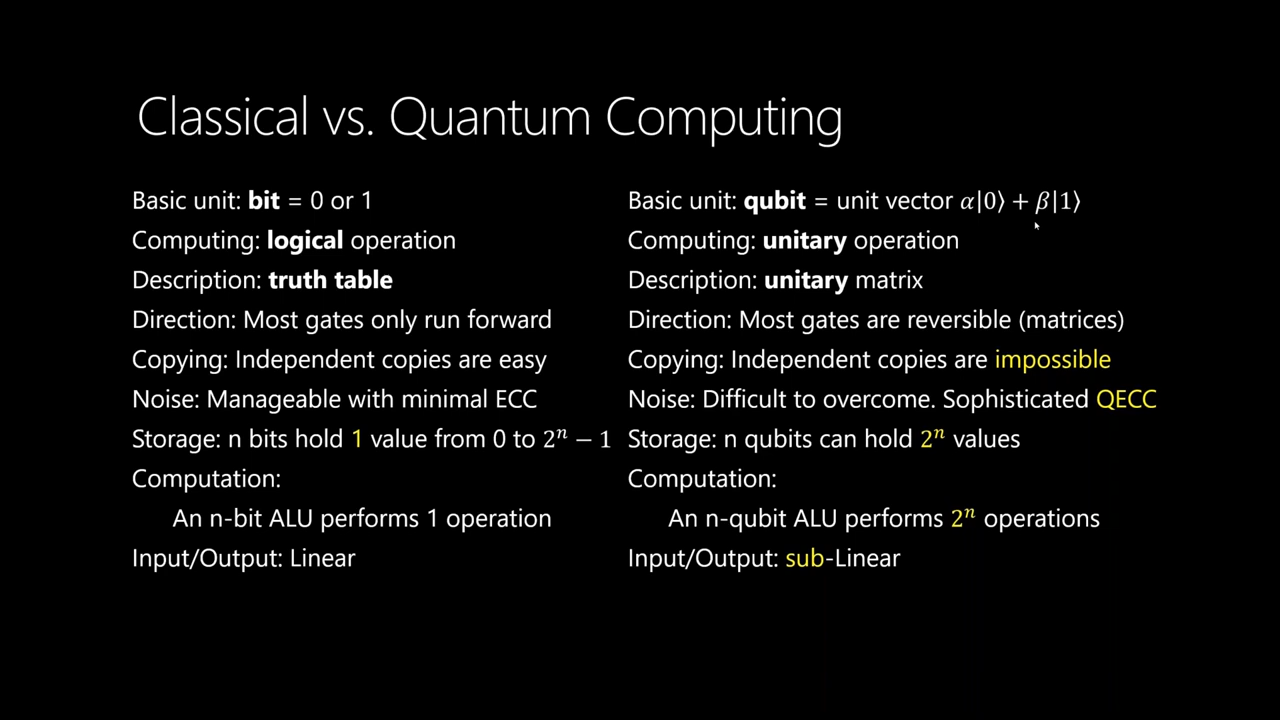 Classical vs. Quantum Computing
Basic unit: bit = 0 or 1
Computing: logical operation
Description: truth table
Direction: Most gates only run forward
Copying: Independent copies are easy
Noise: Manageable with minimal ECC
Storage: n bits hold 1 value from 0 to 2ⁿ − 1
Computation:
An n-bit ALU performs 1 operation
Input/Output: Linear
Basic unit: qubit = unit vector α|0⟩ + β|1⟩
Computing: unitary operation
Description: unitary matrix
Direction: Most gates are reversible (matrices)
Copying: Independent copies are impossible
Noise: Difficult to overcome. Sophisticated QECC
Storage: n qubits can hold 2ⁿ values
Computation:
An n-qubit ALU performs 2ⁿ operations
Input/Output: sub-Linear